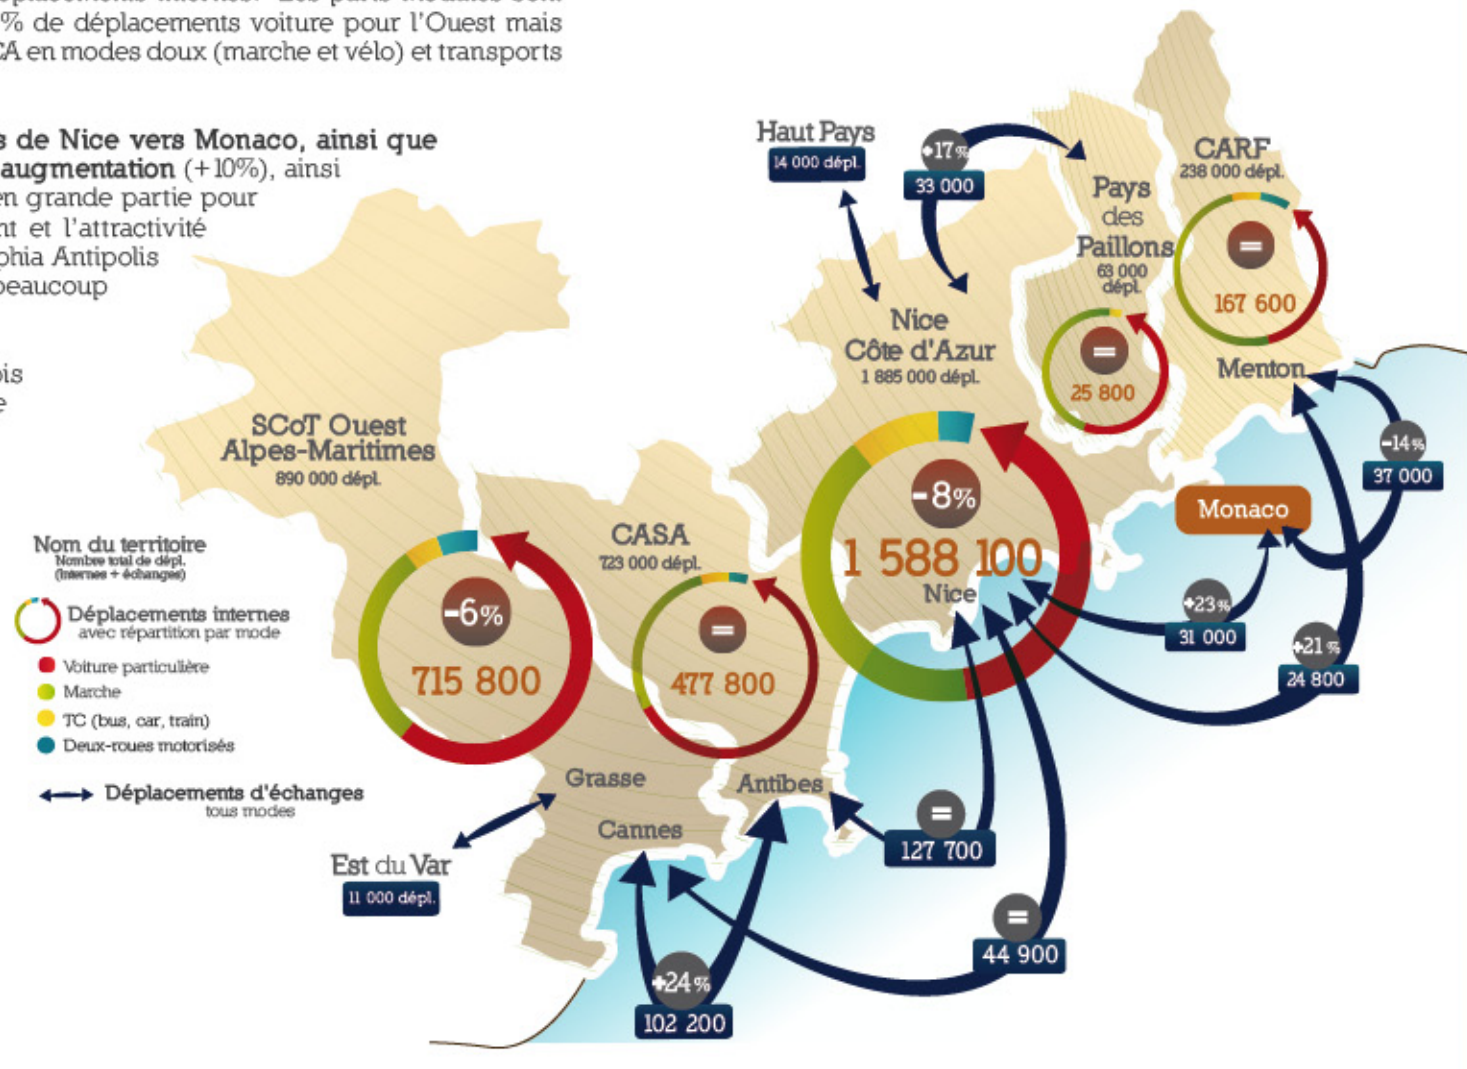 % de déplacements voiture pour l'Ouest mais
CA en modes doux (marche et vélo) et transports
s de Nice vers Monaco, ainsi que
augmentation (+10%), ainsi
en grande partie pour
nt et l'attractivité
phia Antipolis
beaucoup
ois
e
Haut Pays
14 000 dépl.
+17%
33 000
CARF
238 000 dépl.
=
167 600
Pays
des
Paillons
63 000
dépl.
=
25 800
Nice
Côte d'Azur
1 885 000 dépl.
Menton
-14%
37 000
SCoT Ouest
Alpes-Maritimes
890 000 dépl.
-8%
1 588 100
Nice
Monaco
CASA
723 000 dépl.
Nom du territoire
Nombre total de dépl.
(Internes + échanges)
Déplacements internes
avec répartition par mode
Voiture particulière
Marche
TC (bus, car, train)
Deux-roues motorisés
Déplacements d'échanges
tous modes
-6%
715 800
=
477 800
+23%
31 000
+21%
24 800
Grasse
Antibes
Cannes
=
127 700
Est du Var
11 000 dépl.
=
44 900
+24%
102 200